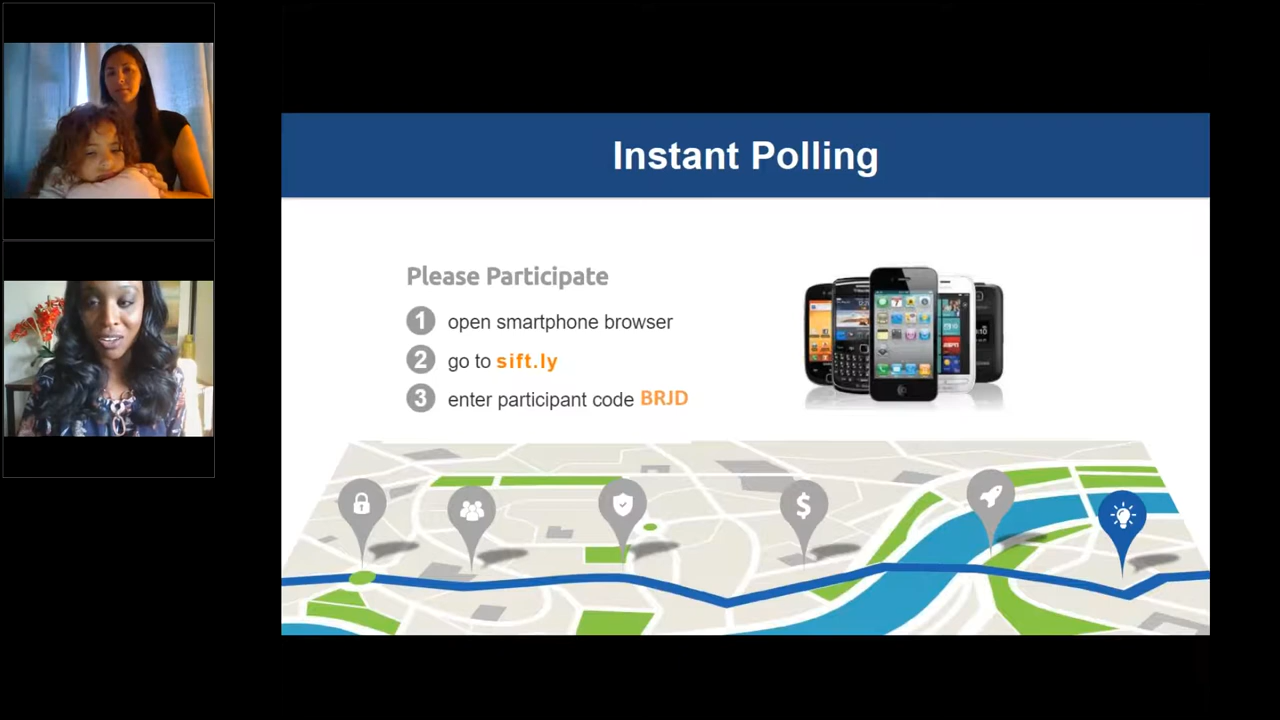 Instant Polling
Please Participate
1 open smartphone browser
2 go to sift.ly
3 enter participant code BRJD
$